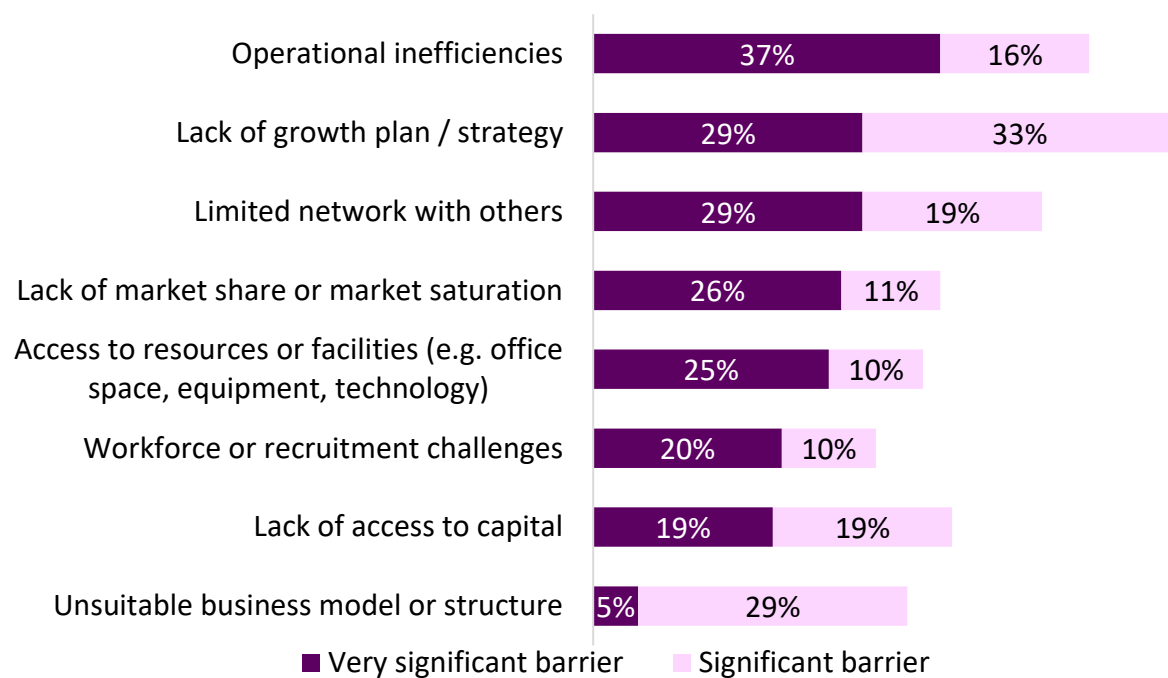 Operational inefficiencies 37% 16%
Lack of growth plan / strategy 29% 33%
Limited network with others 29% 19%
Lack of market share or market saturation 26% 11%
Access to resources or facilities (e.g. office
space, equipment, technology) 25% 10%
Workforce or recruitment challenges 20% 10%
Lack of access to capital 19% 19%
Unsuitable business model or structure 5% 29%
Very significant barrier Significant barrier